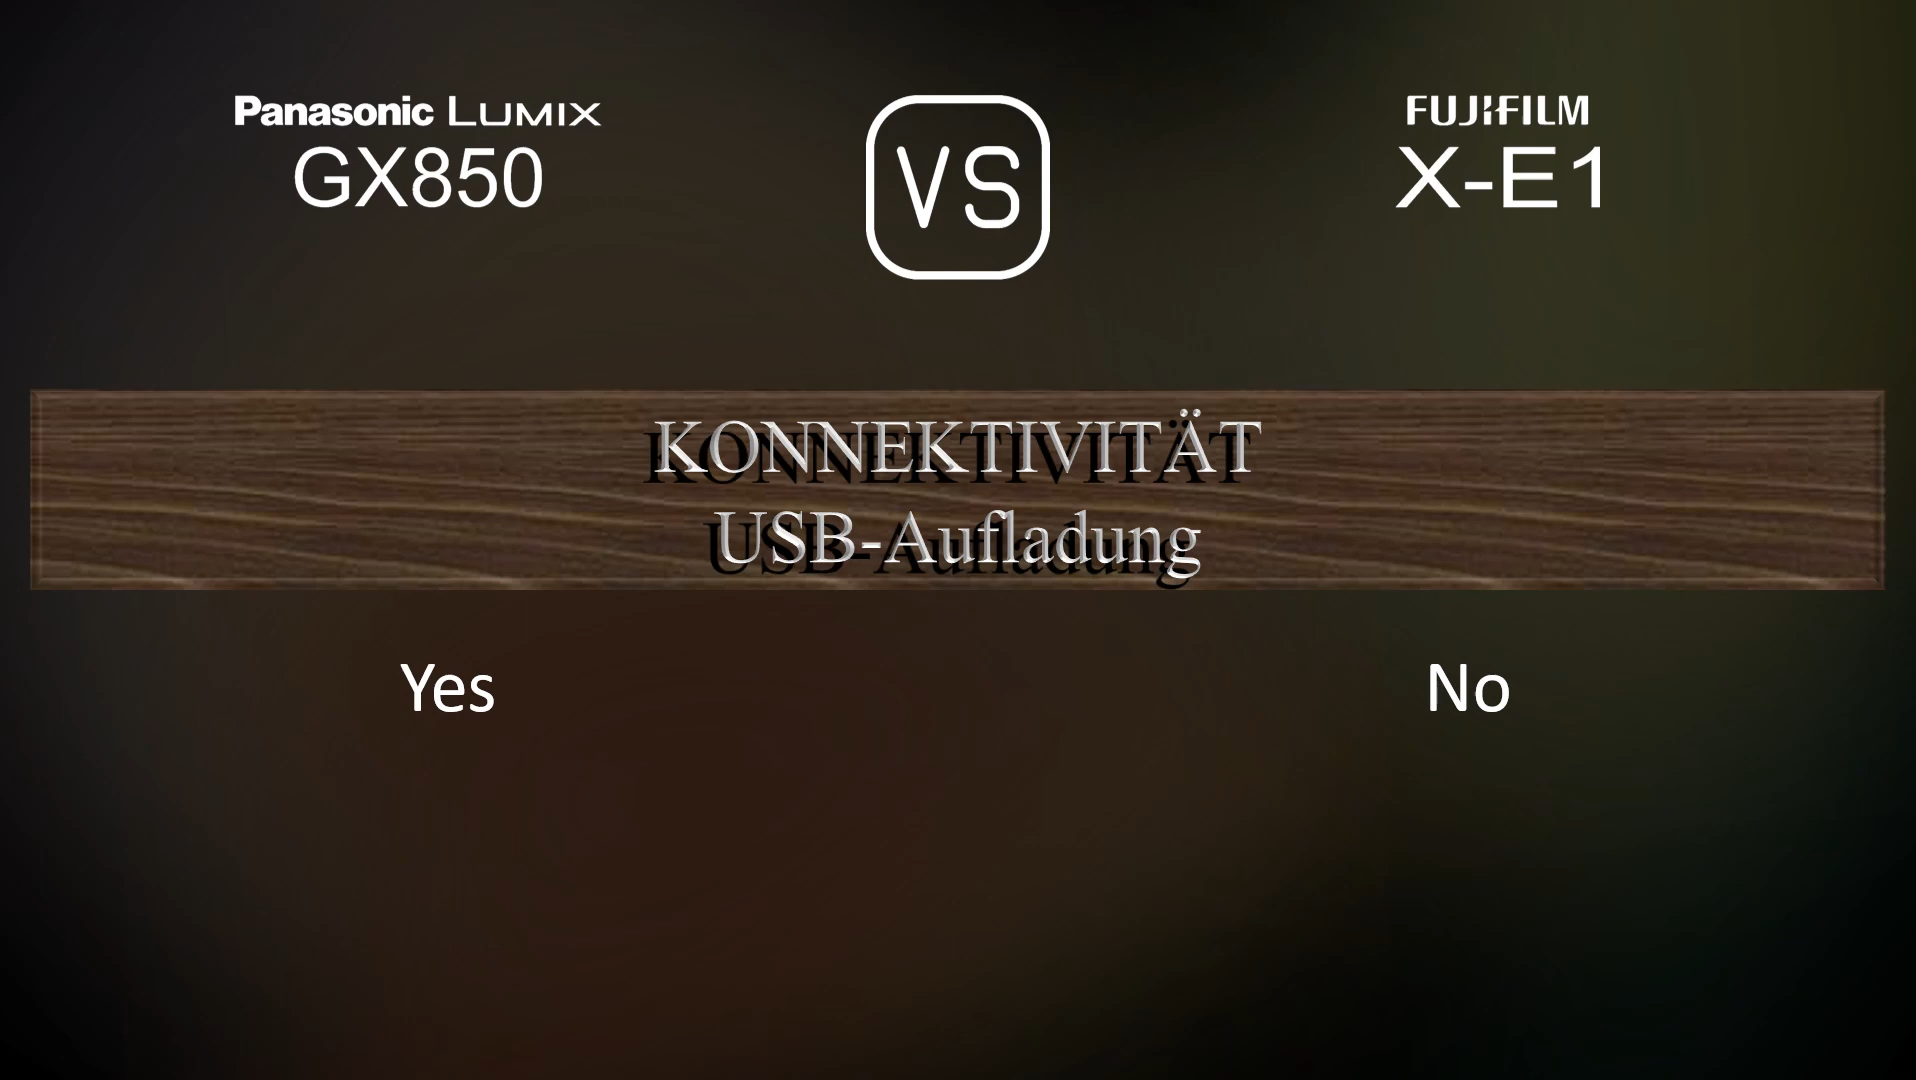 Panasonic LUMIX
GX850
VS
FUJIFILM
X-E1
KONNEKTIVITÄT
USB-Aufladung
Yes
No